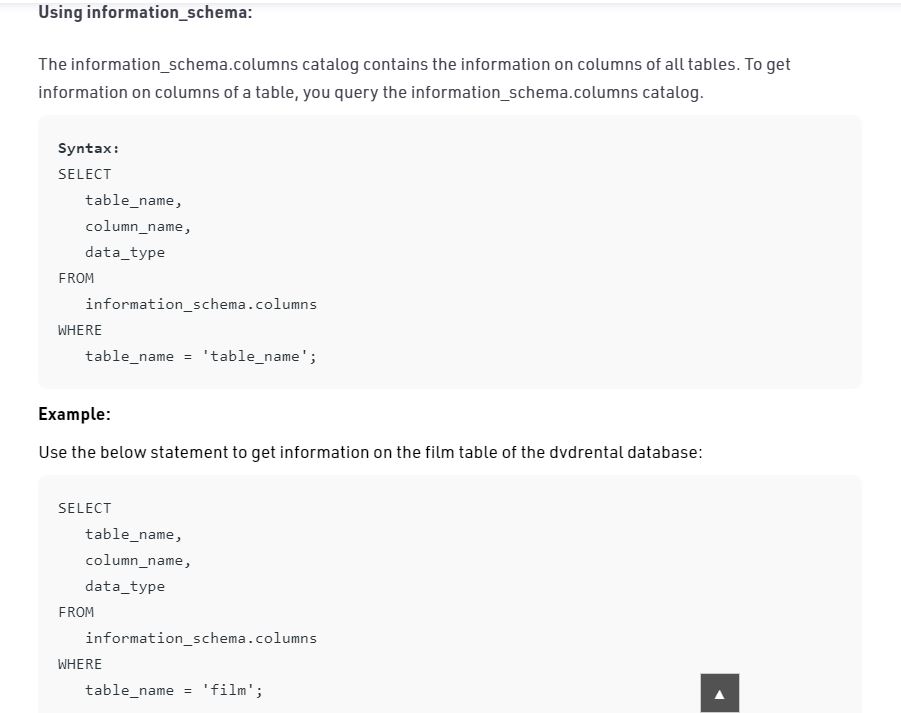 Using information_schema:
The information_schema.columns catalog contains the information on columns of all tables. To get
information on columns of a table, you query the information_schema.columns catalog.
Syntax:
SELECT
table_name,
column_name,
data_type
FROM
information_schema.columns
WHERE
table_name = 'table_name';
Example:
Use the below statement to get information on the film table of the dvdrental database:
SELECT
table_name,
column_name,
data_type
FROM
information_schema.columns
WHERE
table_name = 'film';